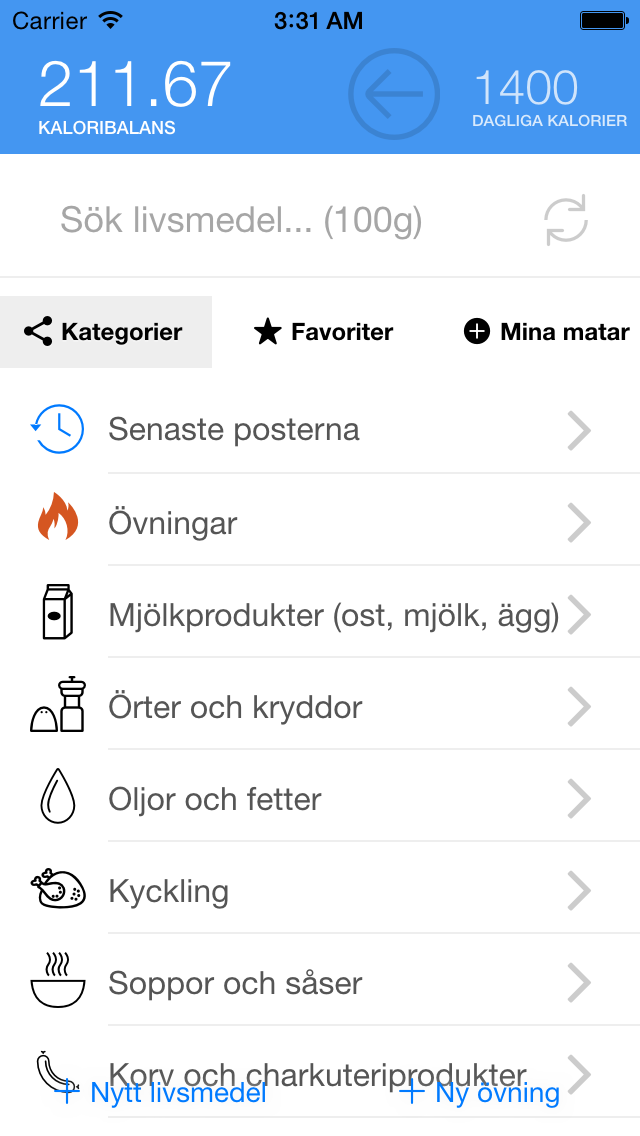 Carrier 3:31 AM
211.67 1400
KALORIBALANS DAGLIGA KALORIER
Sök livsmedel... (100g)
Kategorier Favoriter Mina matar
Senaste posterna
Övningar
Mjölkprodukter (ost, mjölk, ägg)
Örter och kryddor
Oljor och fetter
Kyckling
Soppor och såser
Korv och charkuteriprodukter
Nytt livsmedel Ny övning